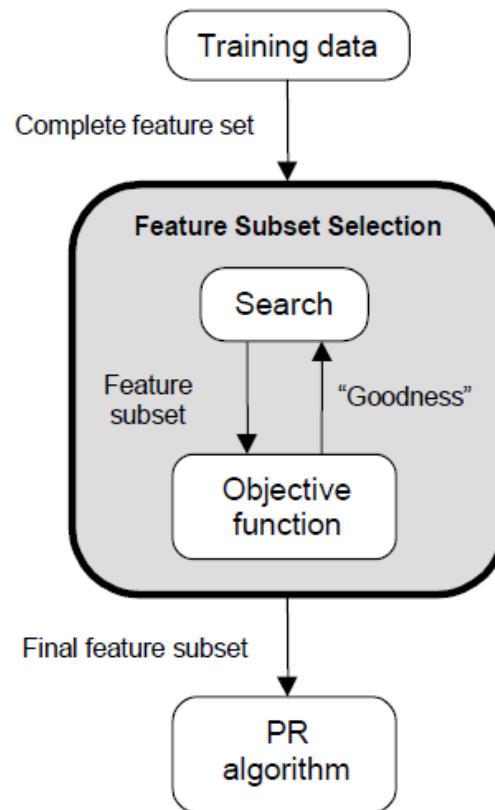 Training data
Complete feature set
Feature Subset Selection
Search
Feature
subset
“Goodness”
Objective
function
Final feature subset
PR
algorithm